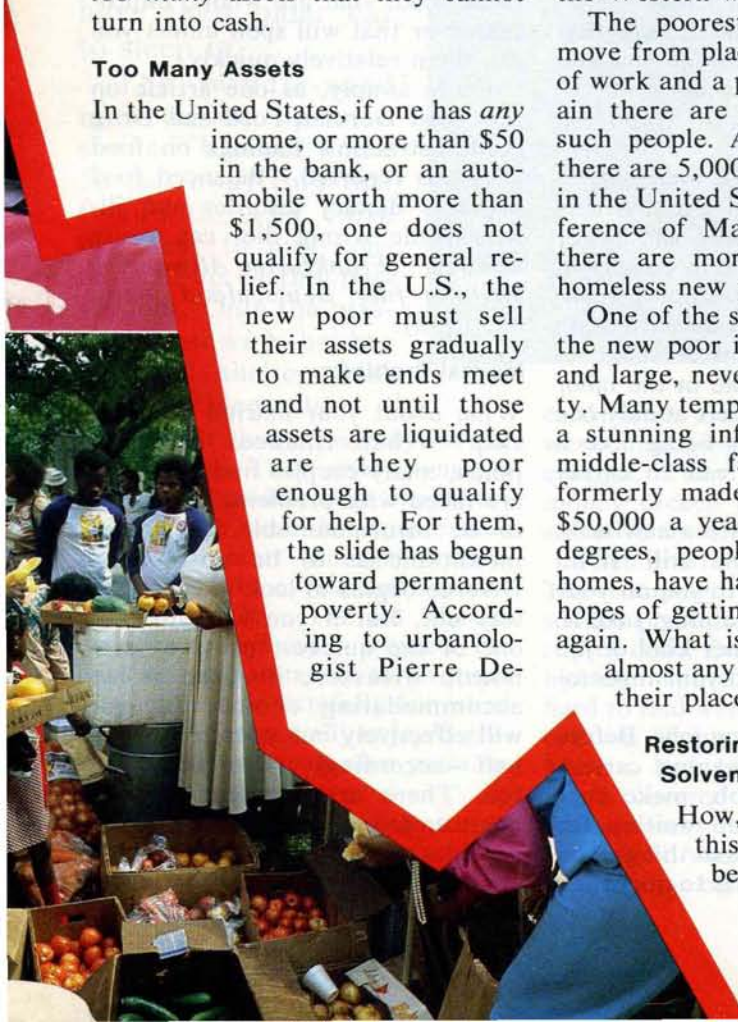 assets that they cannot
turn into cash.
Too Many Assets
In the United States, if one has any
income, or more than $50
in the bank, or an auto-
mobile worth more than
$1,500, one does not
qualify for general re-
lief. In the U.S., the
new poor must sell
their assets gradually
to make ends meet
and not until those
assets are liquidated
are they poor
enough to qualify
for help. For them,
the slide has begun
toward permanent
poverty. Accord-
ing to urbanolo-
gist Pierre De-
The poorest
move from plac
of work and a p
ain there are
such people. A
there are 5,000
in the United S
ference of Ma
there are mor
homeless new
One of the s
the new poor i
and large, neve
ty. Many temp
a stunning inf
middle-class f
formerly made
$50,000 a yea
degrees, peopl
homes, have ha
hopes of gettin
again. What is
almost any
their place
Restorin
Solven
How,
this
be